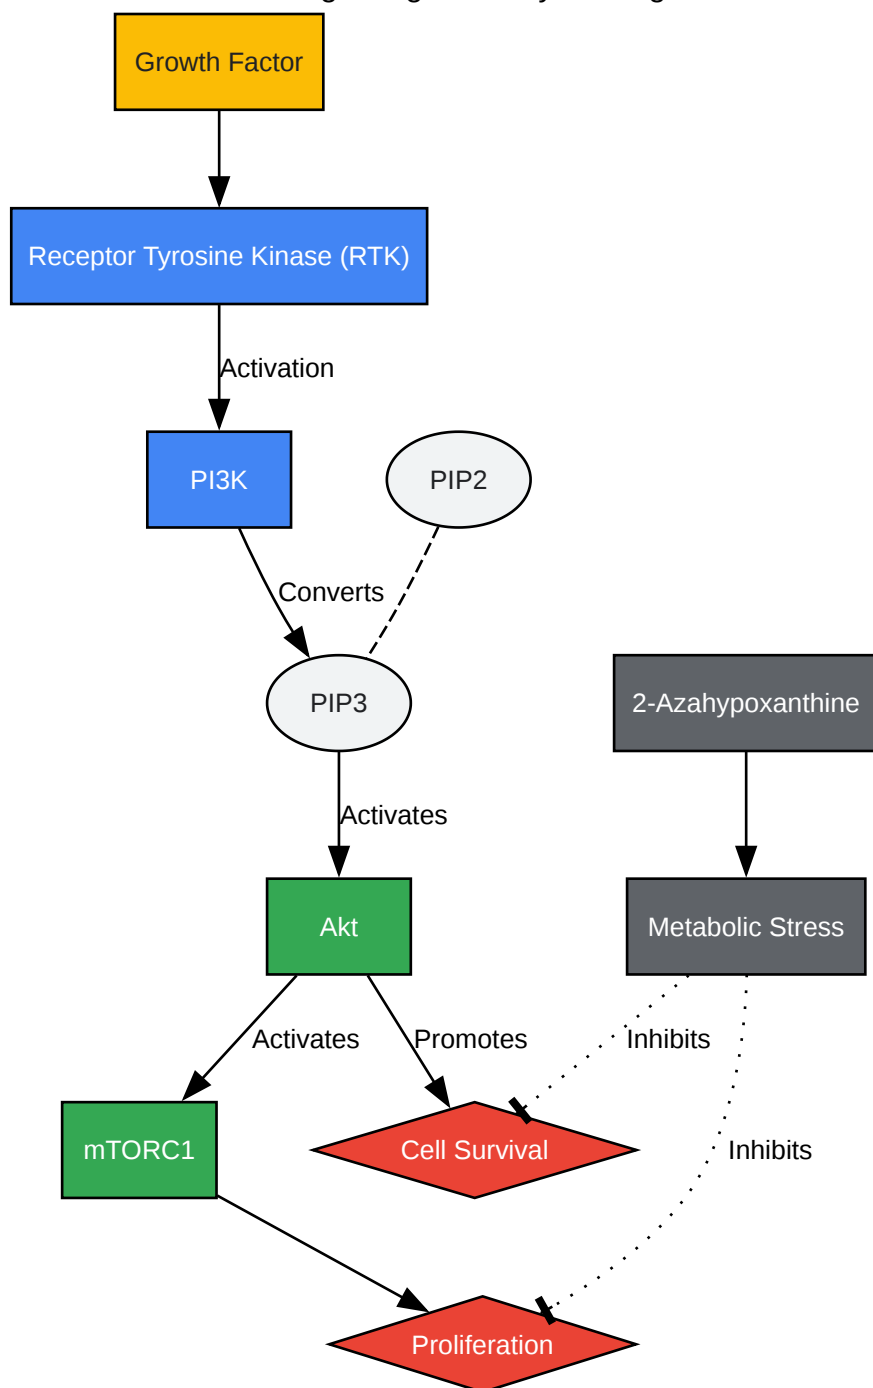 Growth Factor
Receptor Tyrosine Kinase (RTK)
Activation
PI3K
PIP2
Converts
PIP3
2-Azahypoxanthine
Activates
Akt
Metabolic Stress
Activates
Promotes
Inhibits
mTORC1
Cell Survival
Inhibits
Proliferation